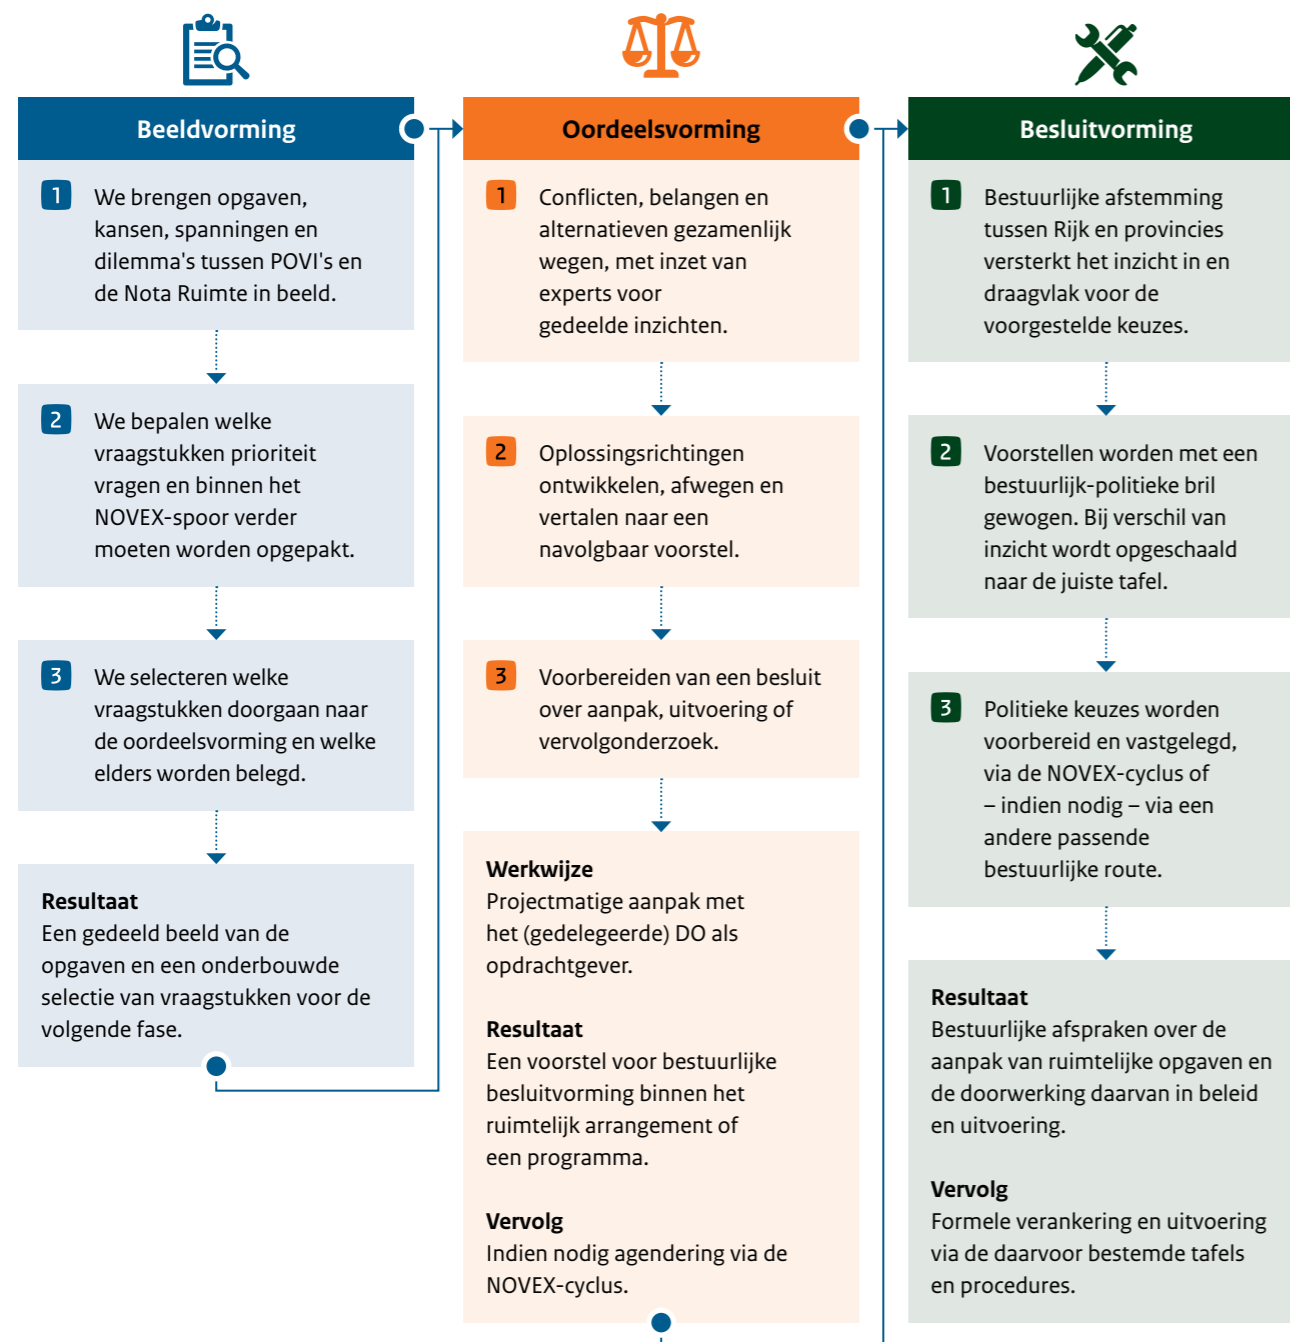 Beeldvorming
1
We brengen opgaven,
kansen, spanningen en
dilemma's tussen POVI's en
de Nota Ruimte in beeld.
2
We bepalen welke
vraagstukken prioriteit
vragen en binnen het
NOVEX-spoor verder
moeten worden opgepakt.
3
We selecteren welke
vraagstukken doorgaan naar
de oordeelsvorming en welke
elders worden belegd.
Resultaat
Een gedeeld beeld van de
opgaven en een onderbouwde
selectie van vraagstukken voor de
volgende fase.
Oordeelsvorming
1
Conflicten, belangen en
alternatieven gezamenlijk
wegen, met inzet van
experts voor
gedeelde inzichten.
2
Oplossingsrichtingen
ontwikkelen, afwegen en
vertalen naar een
navolgbaar voorstel.
3
Voorbereiden van een besluit
over aanpak, uitvoering of
vervolgonderzoek.
Werkwijze
Projectmatige aanpak met
het (gedelegeerde) DO als
opdrachtgever.
Resultaat
Een voorstel voor bestuurlijke
besluitvorming binnen het
ruimtelijk arrangement of
een programma.
Vervolg
Indien nodig agendering via de
NOVEX-cyclus.
Besluitvorming
1
Bestuurlijke afstemming
tussen Rijk en provincies
versterkt het inzicht in en
draagvlak voor de
voorgestelde keuzes.
2
Voorstellen worden met een
bestuurlijk-politieke bril
gewogen. Bij verschil van
inzicht wordt opgeschaald
naar de juiste tafel.
3
Politieke keuzes worden
voorbereid en vastgelegd,
via de NOVEX-cyclus of
– indien nodig – via een
andere passende
bestuurlijke route.
Resultaat
Bestuurlijke afspraken over de
aanpak van ruimtelijke opgaven en
de doorwerking daarvan in beleid
en uitvoering.
Vervolg
Formele verankering en uitvoering
via de daarvoor bestemde tafels
en procedures.